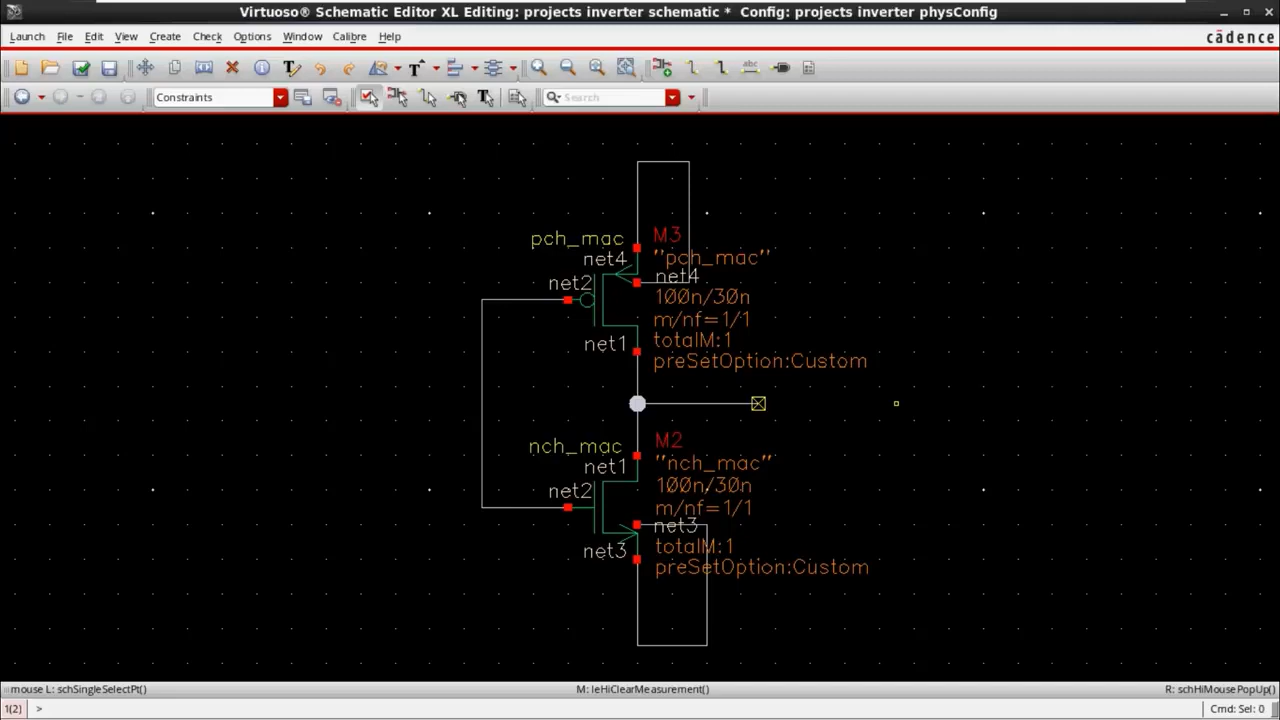 Virtuoso® Schematic Editor XL Editing: projects inverter schematic * Config: projects inverter physConfig
Launch File Edit View Create Check Options Window Calibre Help
cādence
T T
abc
Constraints
T
Search
pch_mac
M3
net4
"pch_mac"
net2
net4
100n/30n
m/nf=1/1
net1
totalM:1
preSetOption:Custom
nch_mac
M2
net1
"nch_mac"
net2
100n/30n
m/nf=1/1
net3
net3
totalM:1
preSetOption:Custom
mouse L: schSingleSelectPt() M: leHiClearMeasurement() R: schHiMousePopUp()
1(2) > Cmd: Sel: 0